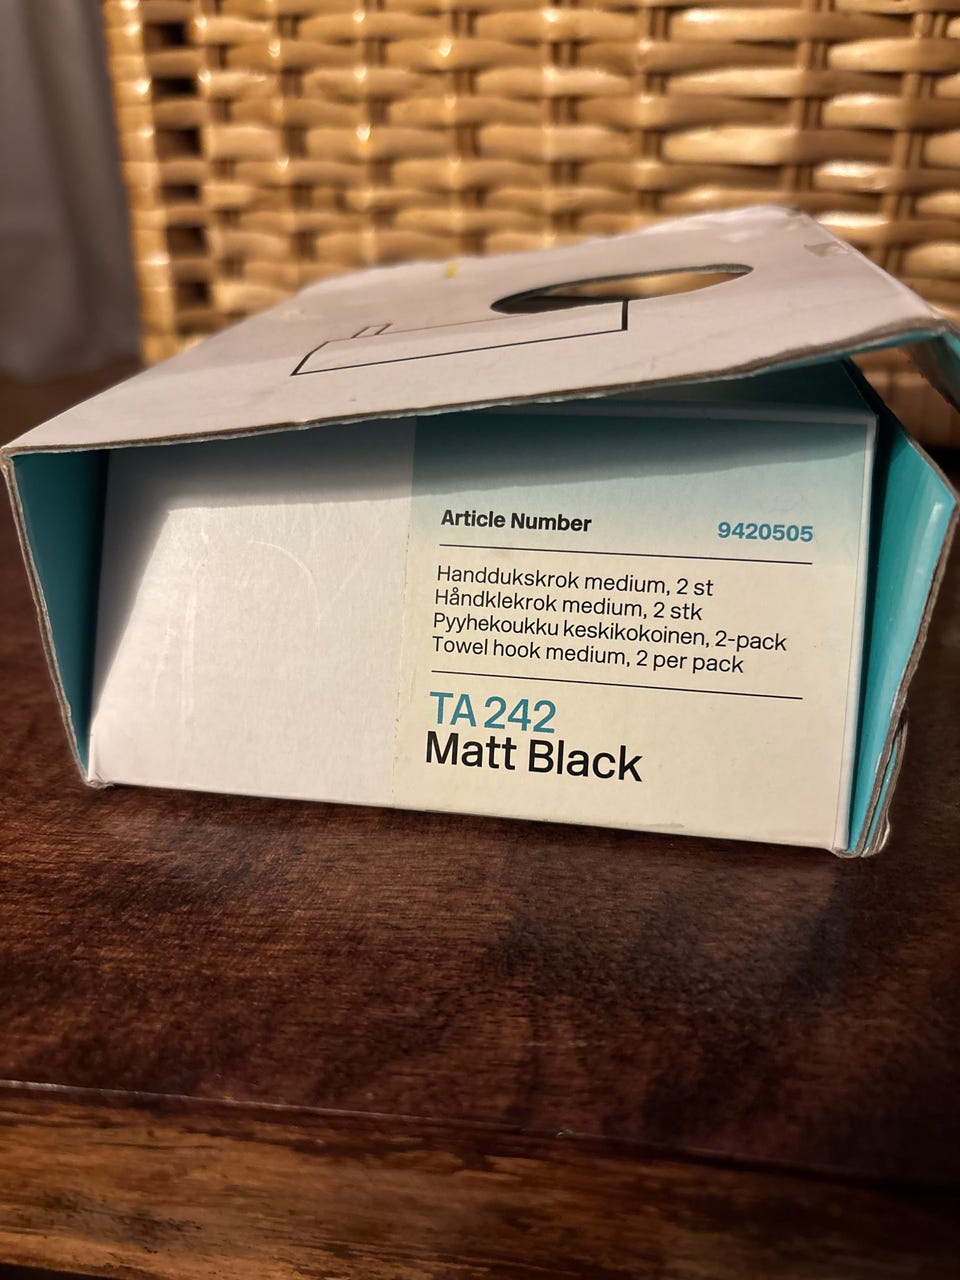 Article Number 9420505
Handdukskrok medium, 2 st
Håndklekrok medium, 2 stk
Pyyhekoukku keskikokoinen, 2-pack
Towel hook medium, 2 per pack
TA 242
Matt Black